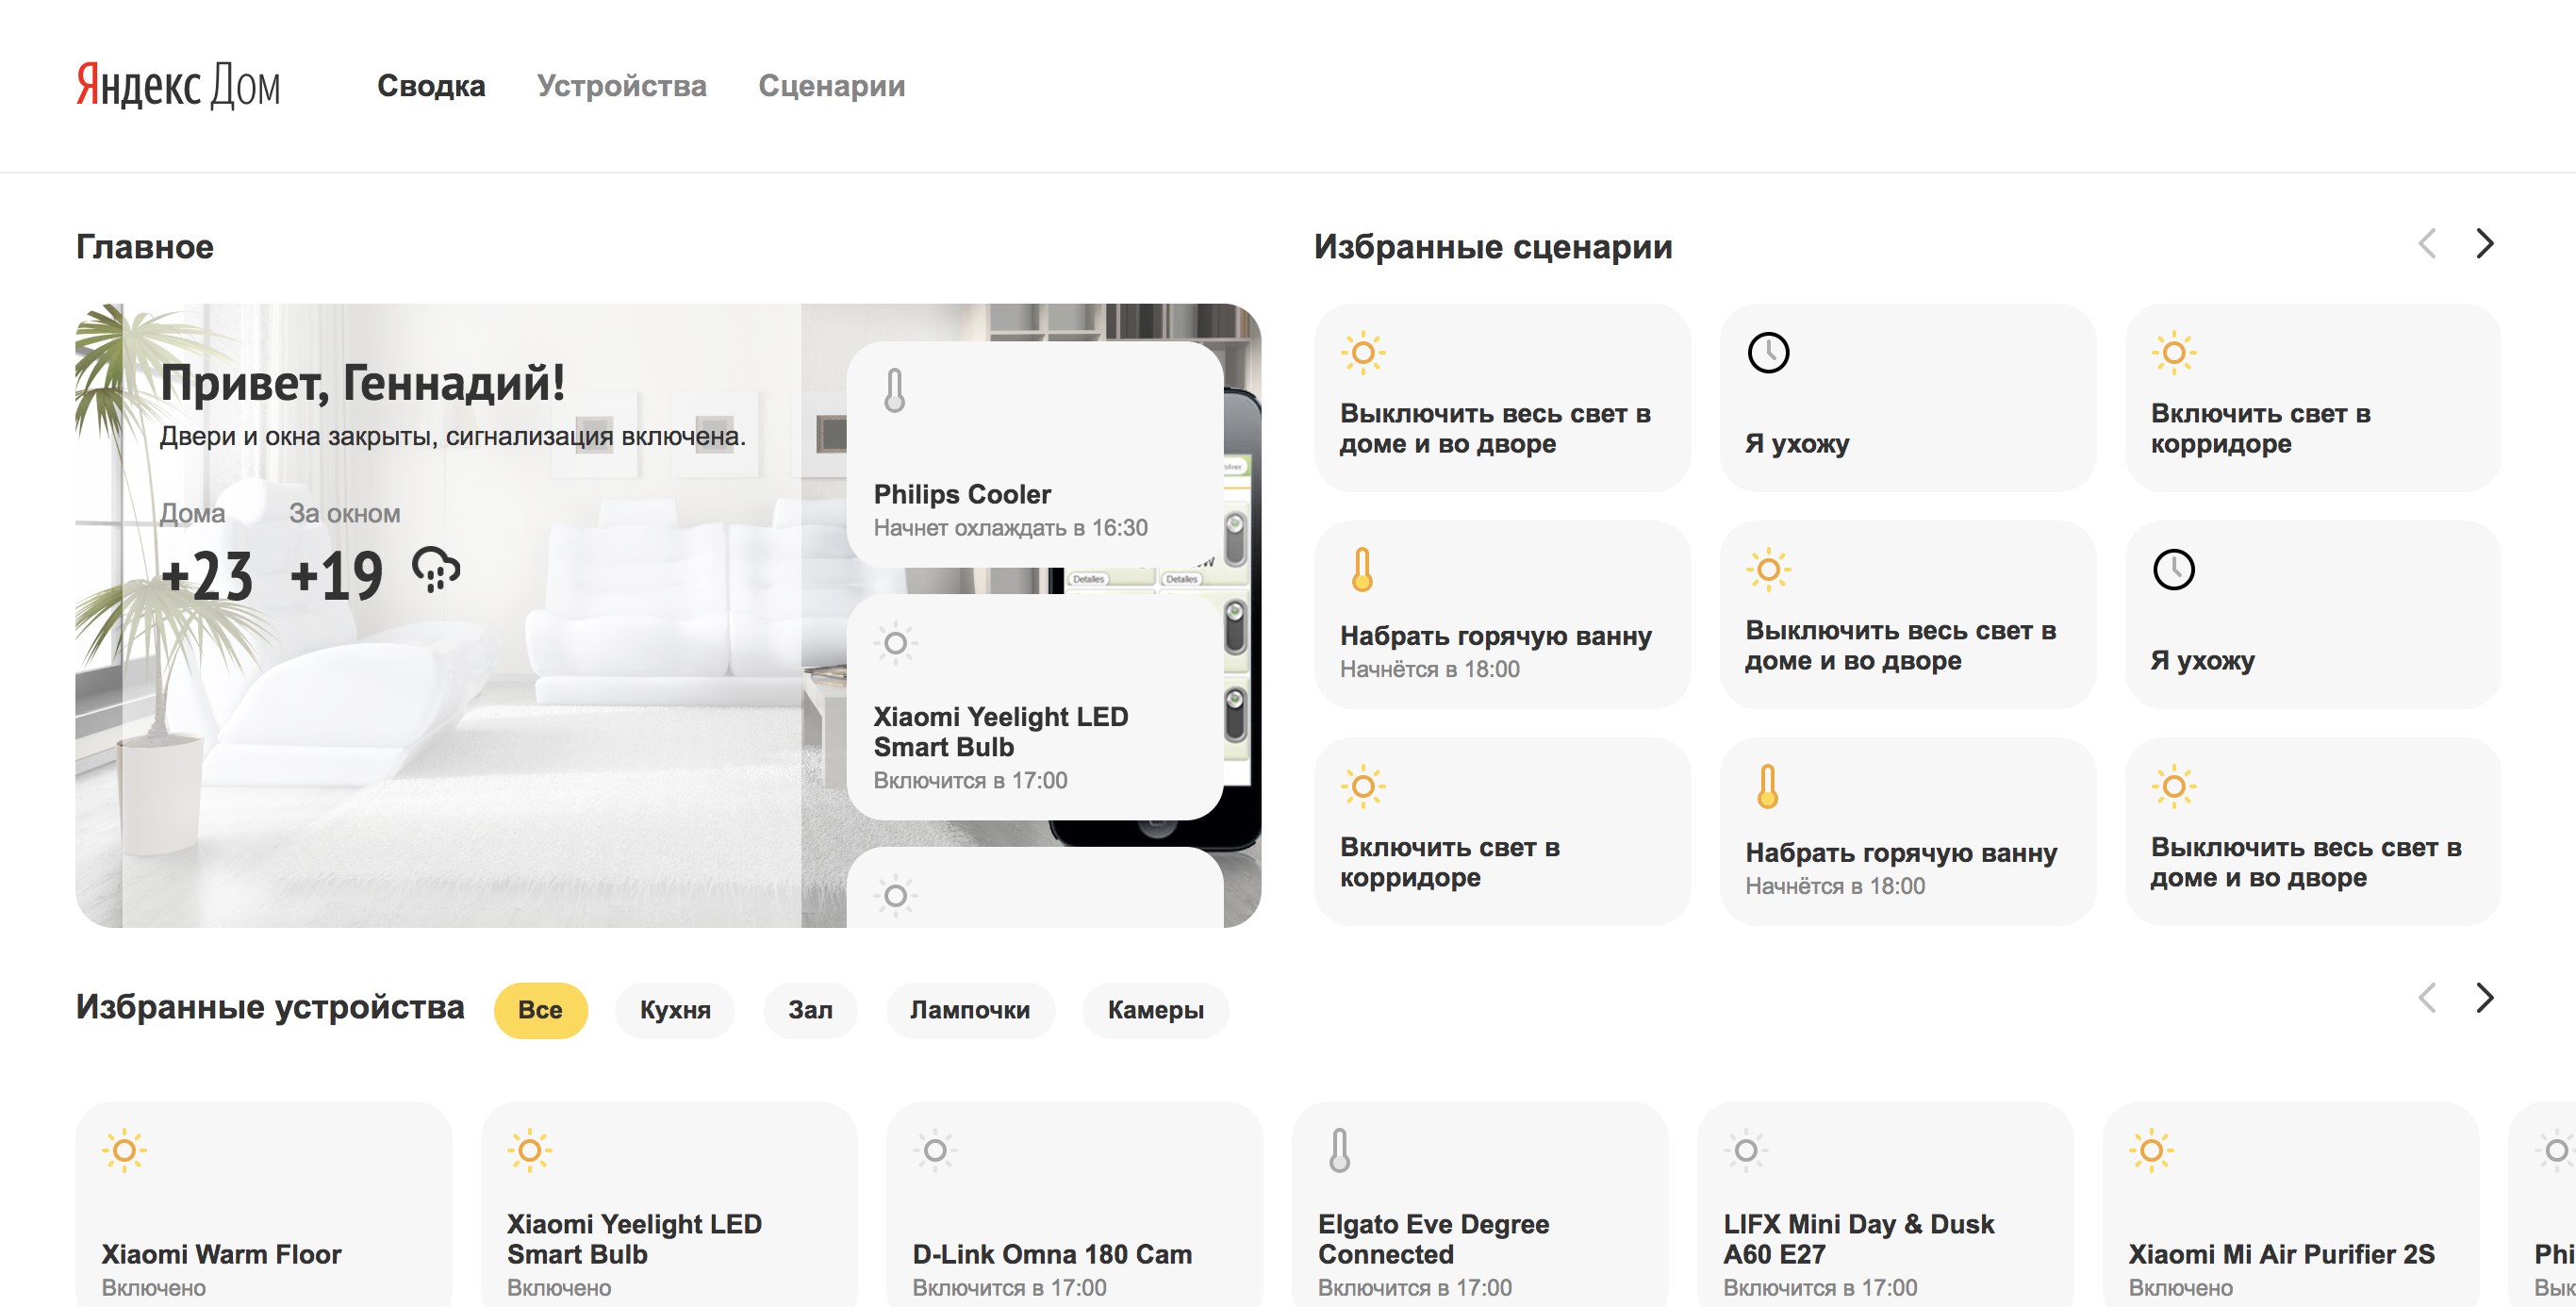 Яндекс Дом
Сводка
Устройства
Сценарии
Главное
Привет, Геннадий!
Двери и окна закрыты, сигнализация включена.
Дома
За окном
+23
+19
Philips Cooler
Начнет охлаждать в 16:30
Detalles
Detalles
Xiaomi Yeelight LED
Smart Bulb
Включится в 17:00
Избранные сценарии
Выключить весь свет в
доме и во дворе
Я ухожу
Включить свет в
корридоре
Набрать горячую ванну
Начнётся в 18:00
Выключить весь свет в
доме и во дворе
Я ухожу
Включить свет в
корридоре
Набрать горячую ванну
Начнётся в 18:00
Выключить весь свет в
доме и во дворе
Избранные устройства
Все
Кухня
Зал
Лампочки
Камеры
Xiaomi Warm Floor
Включено
Xiaomi Yeelight LED
Smart Bulb
Включено
D-Link Omna 180 Cam
Включится в 17:00
Elgato Eve Degree
Connected
Включится в 17:00
LIFX Mini Day & Dusk
A60 E27
Включится в 17:00
Xiaomi Mi Air Purifier 2S
Включено
Phi
Вык